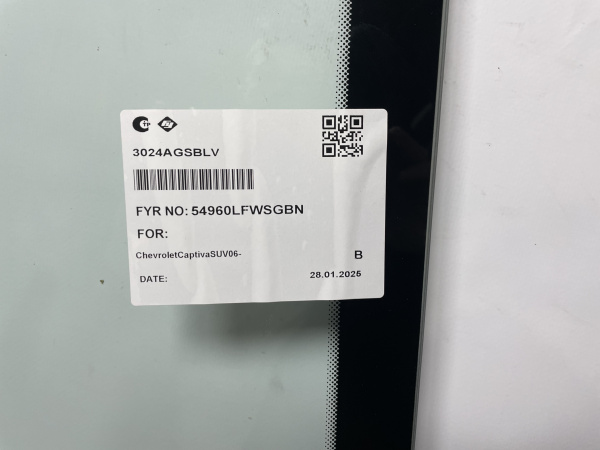 3024AGSBLV
FYR NO: 54960LFWSGBN
FOR:
ChevroletCaptivaSUV06-
B
DATE:
28.01.2025